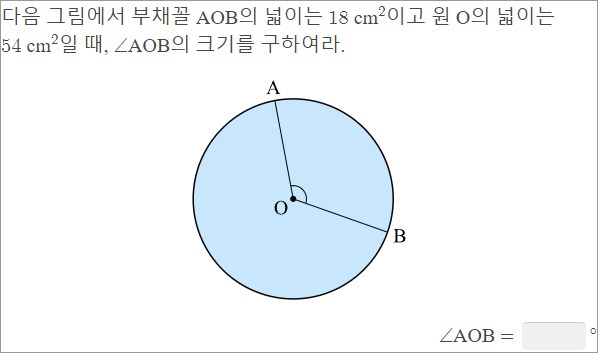 다음 그림에서 부채꼴 AOB의 넓이는 18 cm²이고 원 O의 넓이는
54 cm²일 때, ∠AOB의 크기를 구하여라.
A
O
B
∠AOB = °